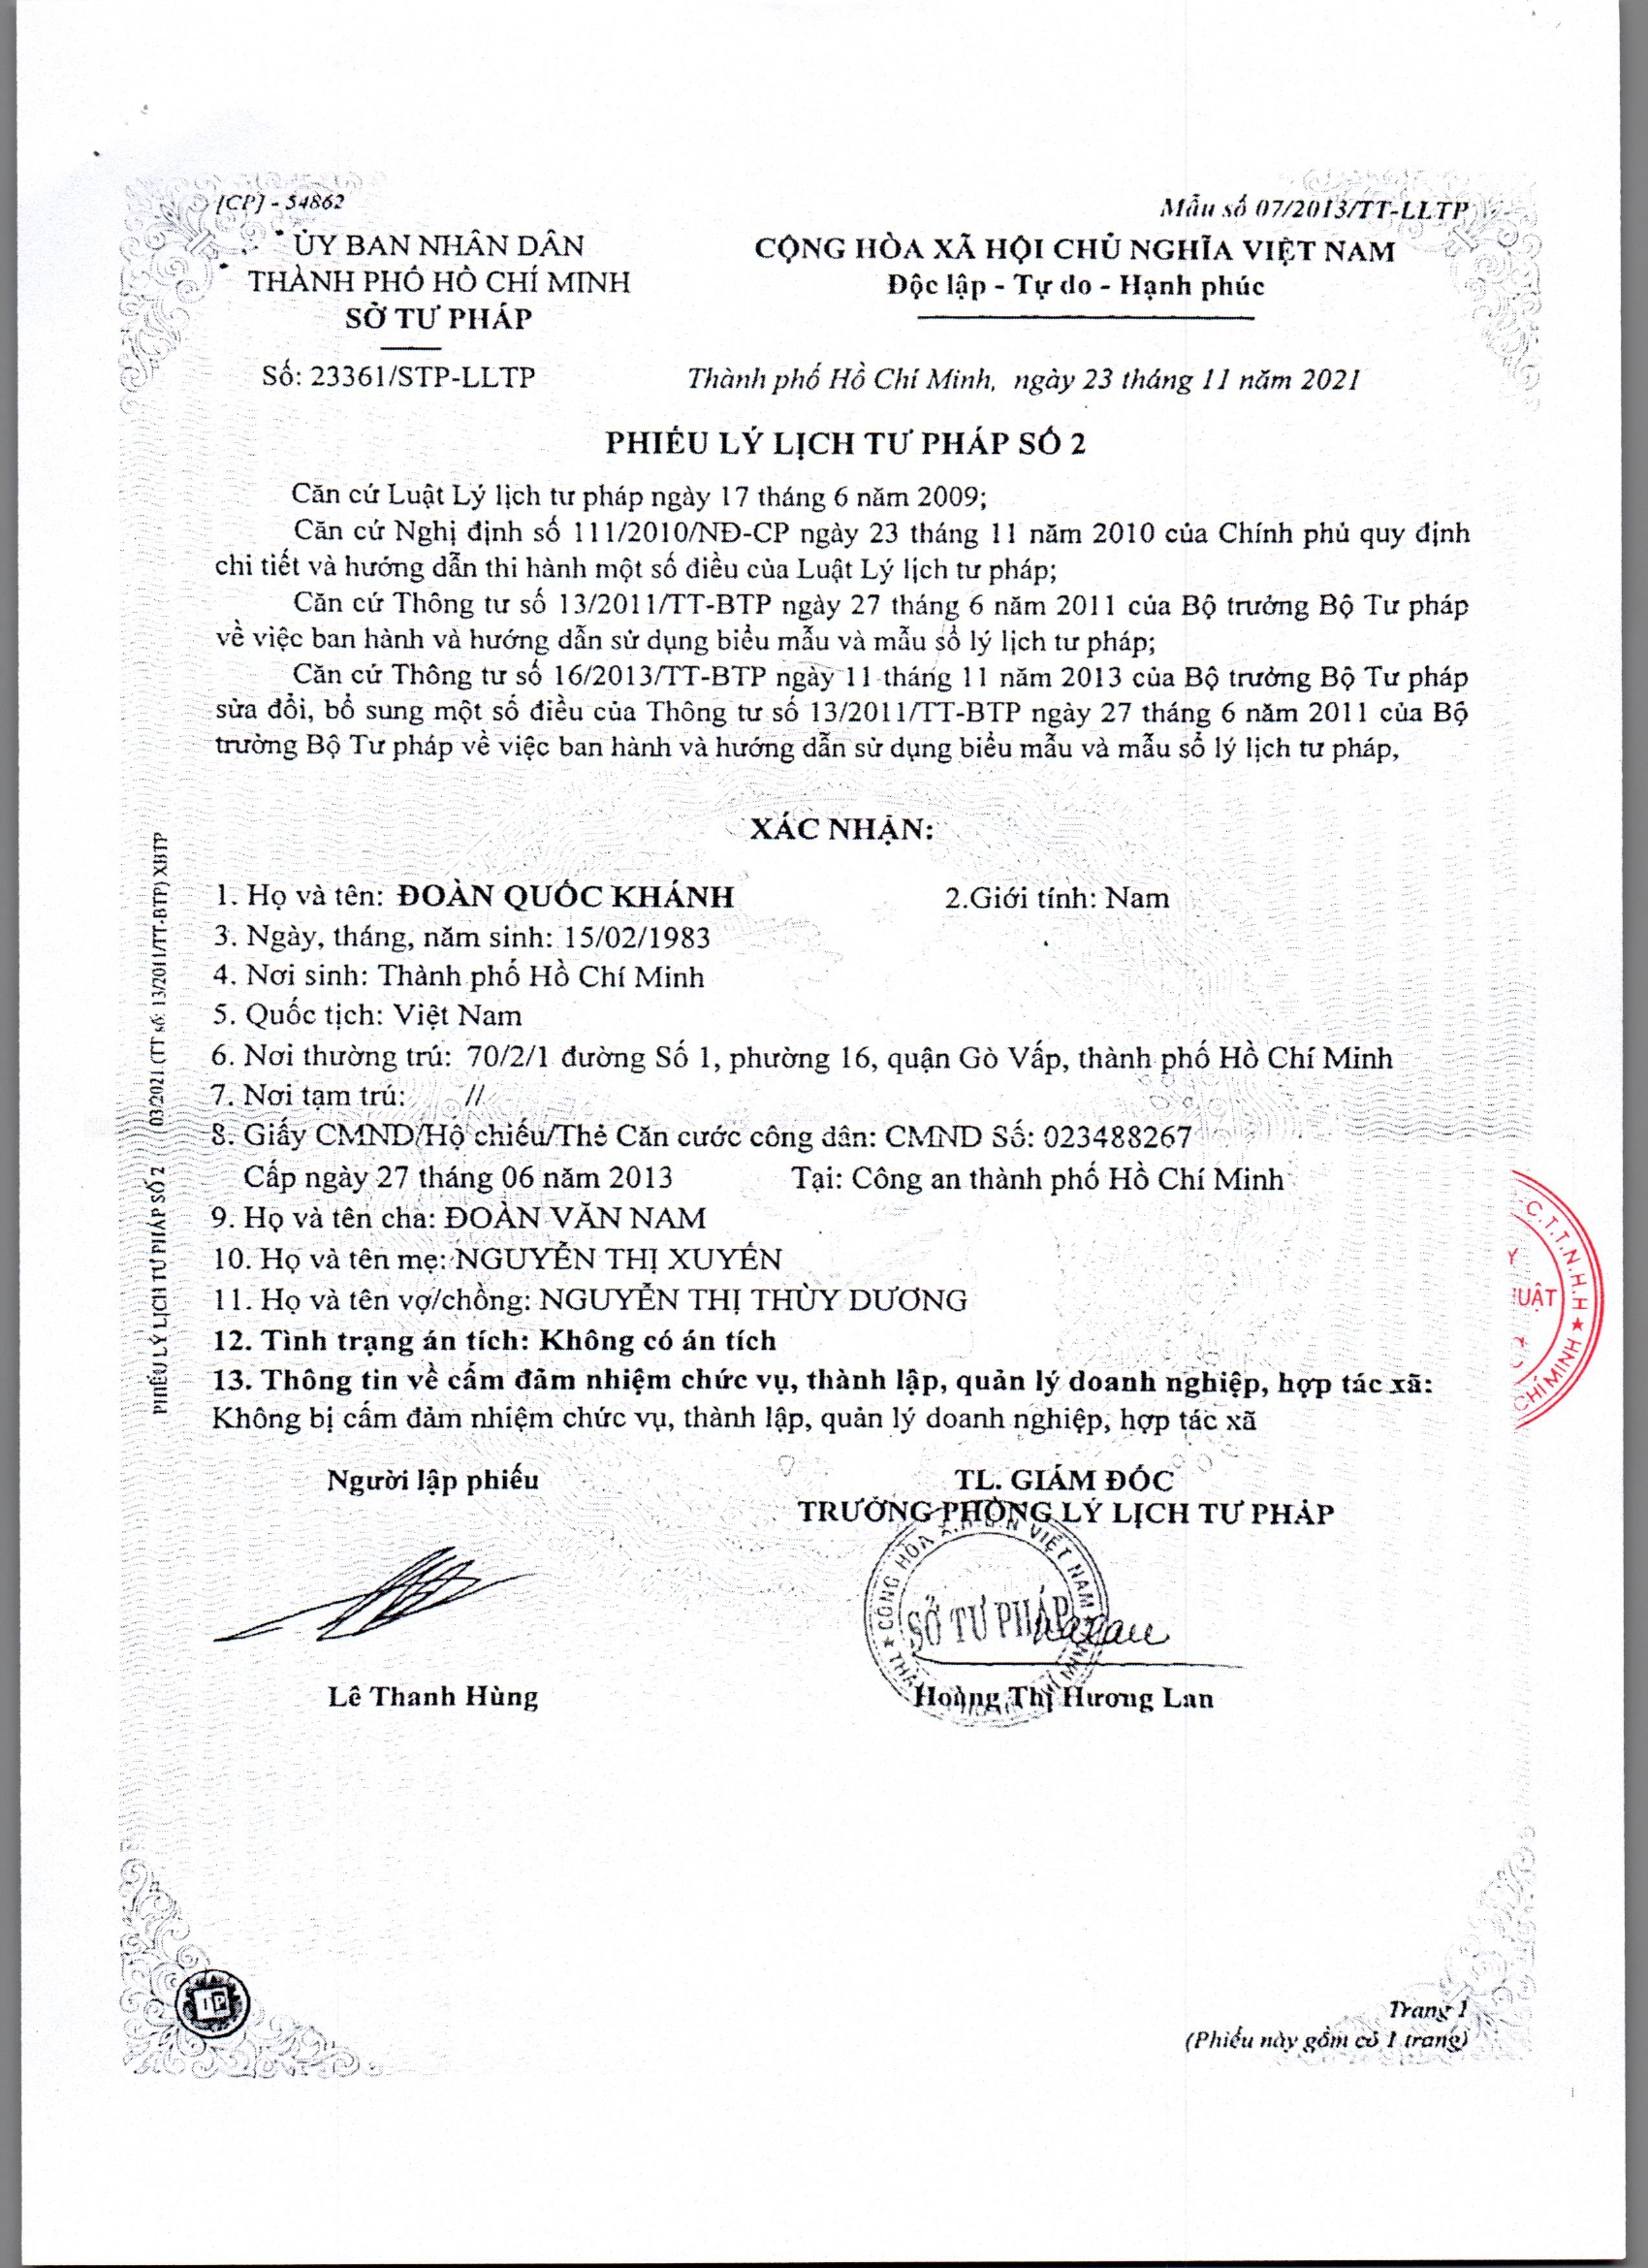 [CP] - 54862
Mẫu số 07/2013/TT-LLTP
ỦY BAN NHÂN DÂN
THÀNH PHỐ HỒ CHÍ MINH
SỞ TƯ PHÁP
CỘNG HÒA XÃ HỘI CHỦ NGHĨA VIỆT NAM
Độc lập - Tự do - Hạnh phúc
Số: 23361/STP-LLTP
Thành phố Hồ Chí Minh, ngày 23 tháng 11 năm 2021
PHIẾU LÝ LỊCH TƯ PHÁP SỐ 2
Căn cứ Luật Lý lịch tư pháp ngày 17 tháng 6 năm 2009;
Căn cứ Nghị định số 111/2010/NĐ-CP ngày 23 tháng 11 năm 2010 của Chính phủ quy định
chi tiết và hướng dẫn thi hành một số điều của Luật Lý lịch tư pháp;
Căn cứ Thông tư số 13/2011/TT-BTP ngày 27 tháng 6 năm 2011 của Bộ trưởng Bộ Tư pháp
về việc ban hành và hướng dẫn sử dụng biểu mẫu và mẫu sổ lý lịch tư pháp;
Căn cứ Thông tư số 16/2013/TT-BTP ngày 11 tháng 11 năm 2013 của Bộ trưởng Bộ Tư pháp
sửa đổi, bổ sung một số điều của Thông tư số 13/2011/TT-BTP ngày 27 tháng 6 năm 2011 của Bộ
trưởng Bộ Tư pháp về việc ban hành và hướng dẫn sử dụng biểu mẫu và mẫu sổ lý lịch tư pháp,
XÁC NHẬN:
1. Họ và tên: ĐOÀN QUỐC KHÁNH 2.Giới tính: Nam
3. Ngày, tháng, năm sinh: 15/02/1983
4. Nơi sinh: Thành phố Hồ Chí Minh
5. Quốc tịch: Việt Nam
6. Nơi thường trú: 70/2/1 đường Số 1, phường 16, quận Gò Vấp, thành phố Hồ Chí Minh
7. Nơi tạm trú: //
8. Giấy CMND/Hộ chiếu/Thẻ Căn cước công dân: CMND Số: 023488267
Cấp ngày 27 tháng 06 năm 2013 Tại: Công an thành phố Hồ Chí Minh
9. Họ và tên cha: ĐOÀN VĂN NAM
10. Họ và tên mẹ: NGUYỄN THỊ XUYẾN
11. Họ và tên vợ/chồng: NGUYỄN THỊ THÙY DƯƠNG
12. Tình trạng án tích: Không có án tích
13. Thông tin về cấm đảm nhiệm chức vụ, thành lập, quản lý doanh nghiệp, hợp tác xã:
Không bị cấm đảm nhiệm chức vụ, thành lập, quản lý doanh nghiệp, hợp tác xã
Người lập phiếu
TL. GIÁM ĐỐC
TRƯỞNG PHÒNG LÝ LỊCH TƯ PHÁP
CỘNG HÒA X.H.C.N VIỆT NAM
SỞ TƯ PHÁP
Lê Thanh Hùng
Hoàng Thị Hương Lan
PHIẾU LÝ LỊCH TƯ PHÁP SỐ 2 03/2021 (TT số: 13/2011/TT-BTP) XBTP
C.T.T.N.H.H
UẬT
CHÍ MINH
Trang 1
(Phiếu này gồm có 1 trang)